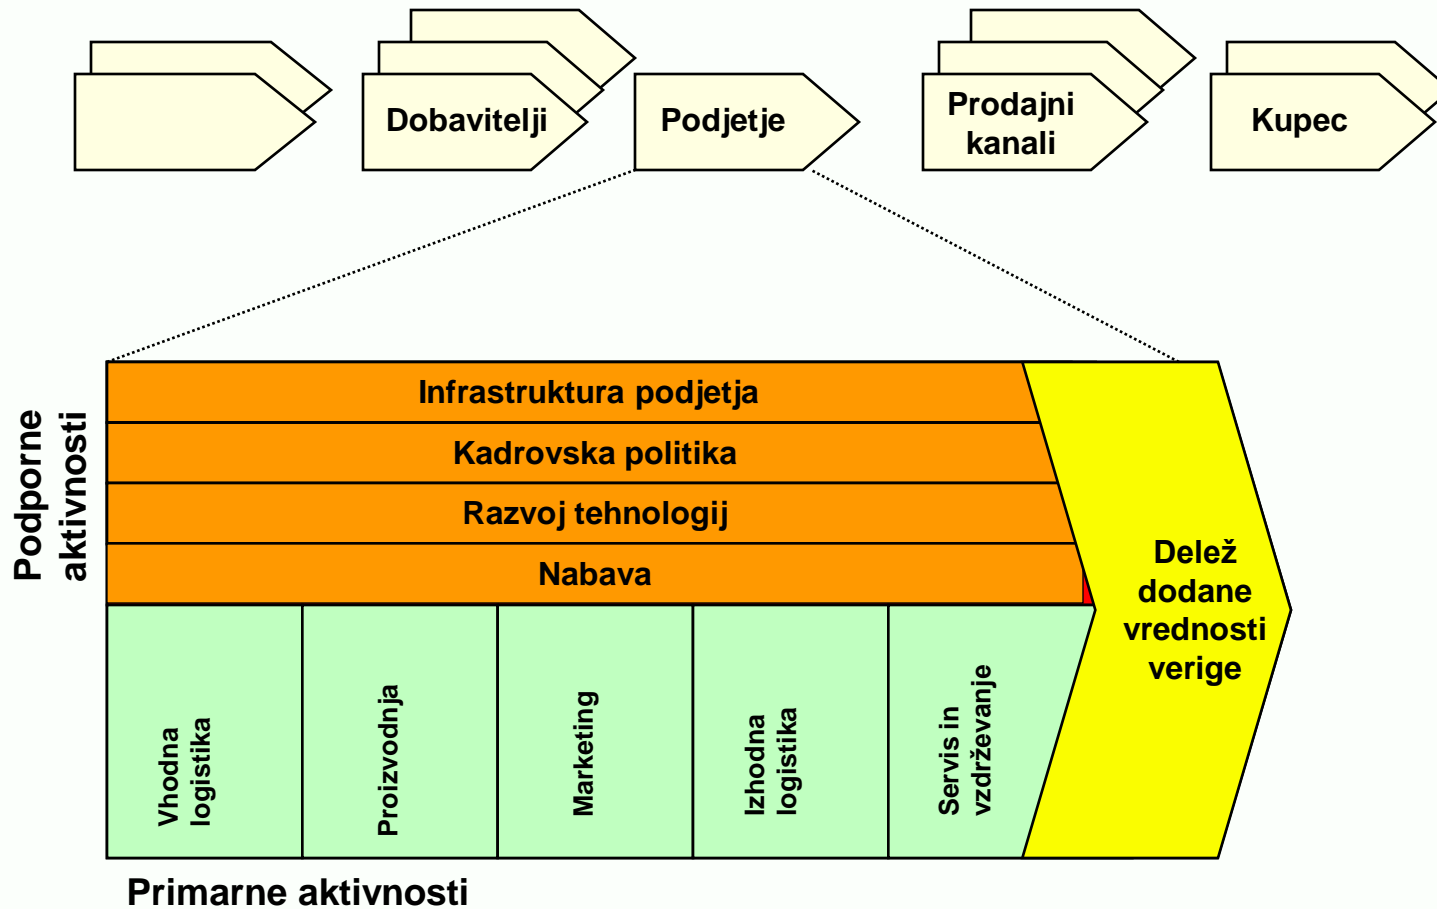 Dobavitelji
Podjetje
Prodajni
kanali
Kupec
Podporne
aktivnosti
Infrastruktura podjetja
Kadrovska politika
Razvoj tehnologij
Nabava
Delež
dodane
vrednosti
verige
Vhodna
logistika
Proizvodnja
Marketing
Izhodna
logistika
Servis in
vzdrževanje
Primarne aktivnosti